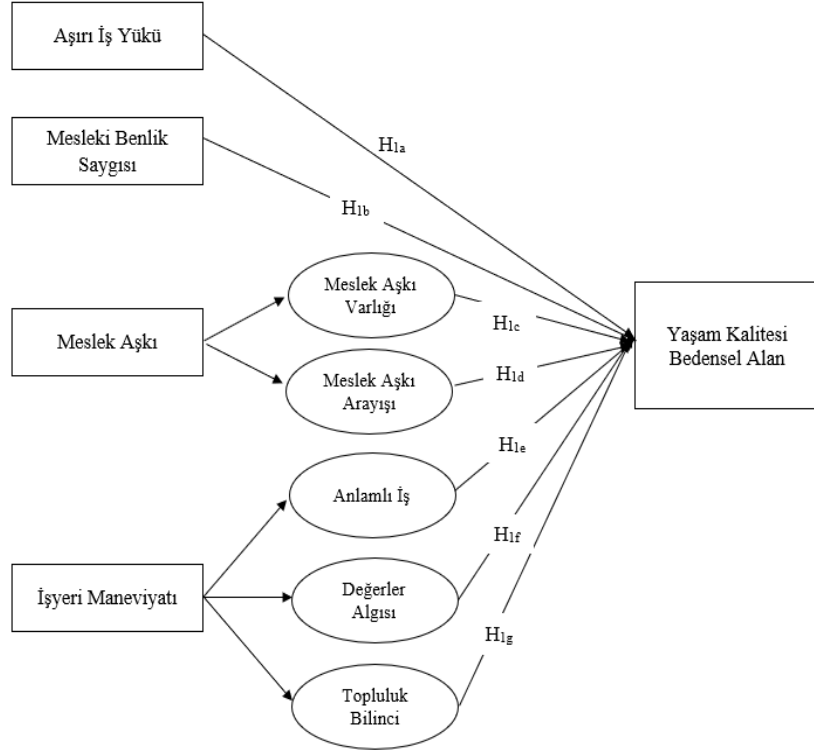 Aşırı İş Yükü
Mesleki Benlik
Saygısı
Meslek Aşkı
İşyeri Maneviyatı
Meslek Aşkı
Varlığı
Meslek Aşkı
Arayışı
Anlamlı İş
Değerler
Algısı
Topluluk
Bilinci
H1a
H1b
H1c
H1d
H1e
H1f
H1g
Yaşam Kalitesi
Bedensel Alan